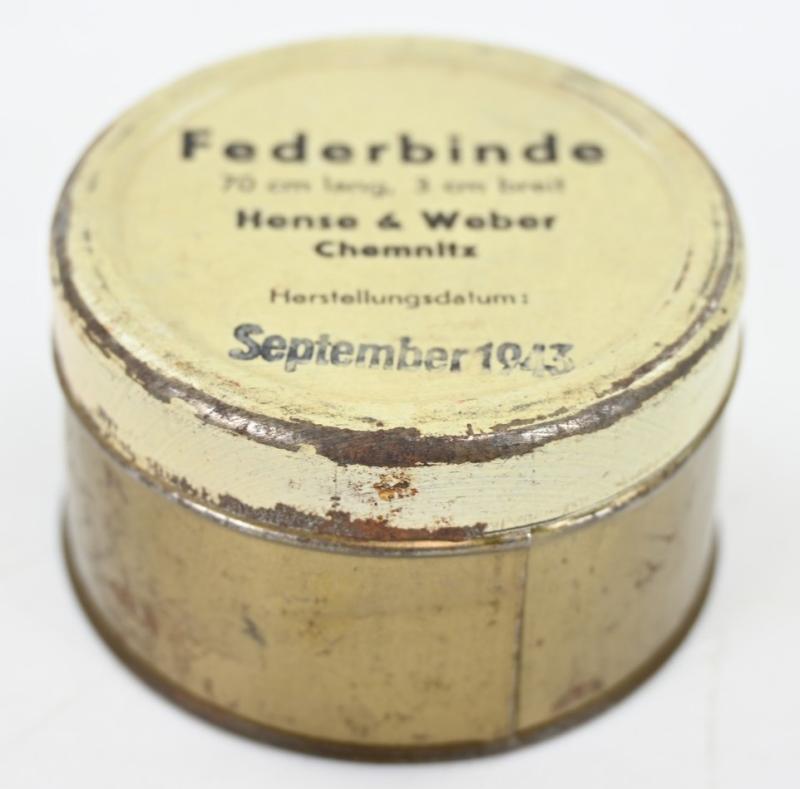 Federbinde
70 cm lang, 3 cm breit
Hense & Weber
Chemnitz
Herstellungsdatum:
September 1943